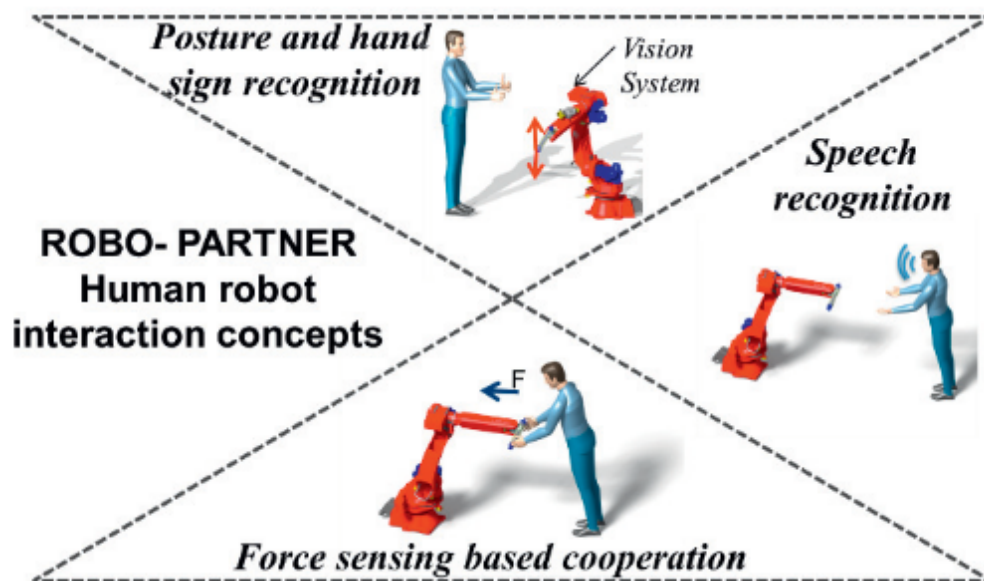 Posture and hand
sign recognition
Vision
System
Speech
recognition
ROBO- PARTNER
Human robot
interaction concepts
F
Force sensing based cooperation